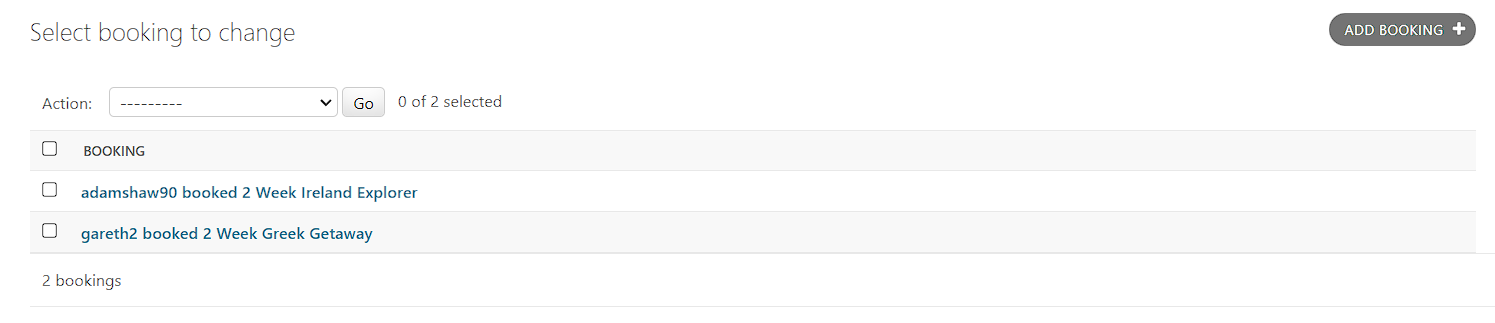 Select booking to change
ADD BOOKING +
Action: --------- Go 0 of 2 selected
BOOKING
adamshaw90 booked 2 Week Ireland Explorer
gareth2 booked 2 Week Greek Getaway
2 bookings